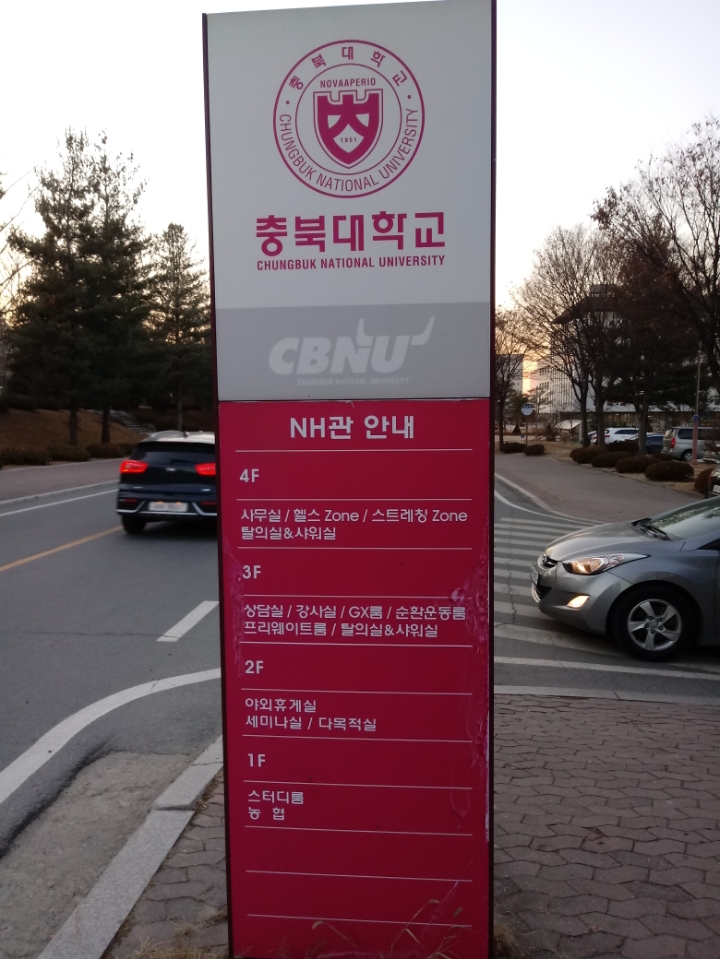 충북대학교
NOVAAPERIO
1951
CHUNGBUK NATIONAL UNIVERSITY
충북대학교
CHUNGBUK NATIONAL UNIVERSITY
CBNU
CHUNGBUK NATIONAL UNIVERSITY
NH관 안내
4F
사무실 / 헬스 Zone / 스트레칭 Zone
탈의실&샤워실
3F
상담실 / 강사실 / GX룸 / 순환운동룸
프리웨이트룸 / 탈의실&샤워실
2F
야외휴게실
세미나실 / 다목적실
1F
스터디룸
농 협